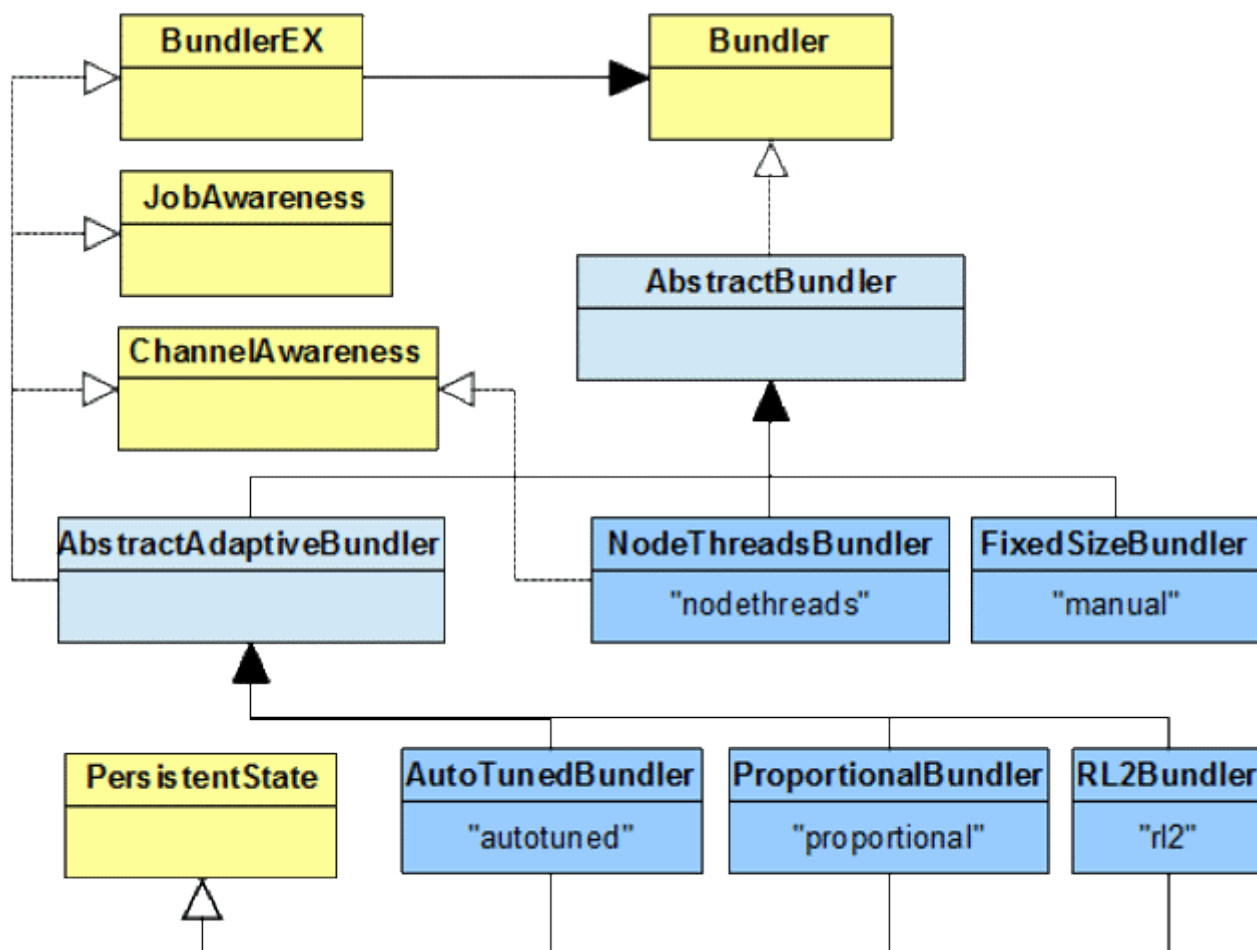 BundlerEX
Bundler
JobAwareness
AbstractBundler
ChannelAwareness
AbstractAdaptiveBundler
NodeThreadsBundler
"nodethreads"
FixedSizeBundler
"manual"
PersistentState
AutoTunedBundler
"autotuned"
ProportionalBundler
"proportional"
RL2Bundler
"rl2"